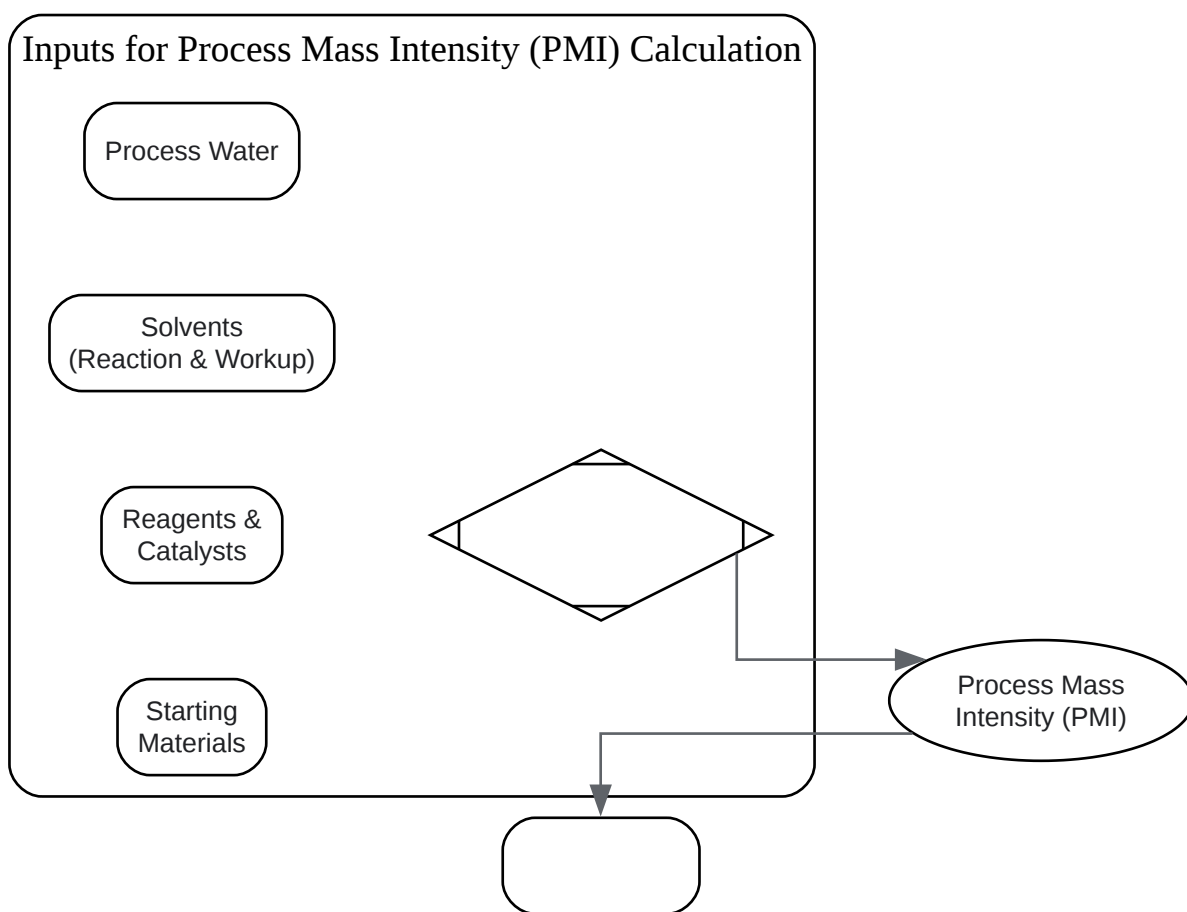 Inputs for Process Mass Intensity (PMI) Calculation
Process Water
Solvents
(Reaction & Workup)
Reagents &
Catalysts
Starting
Materials
Process Mass
Intensity (PMI)